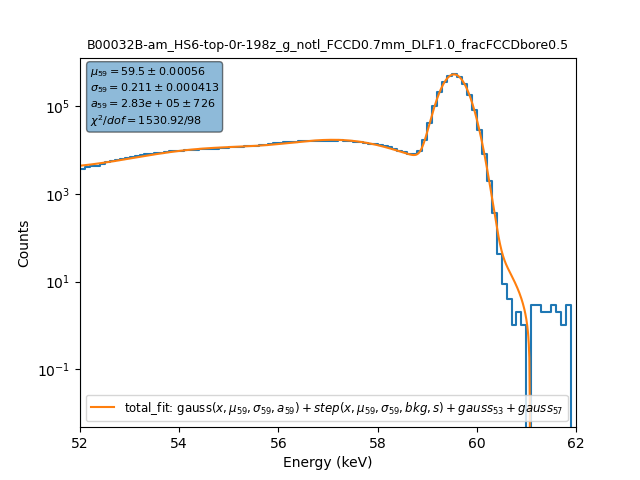 B00032B-am_HS6-top-0r-198z_g_notl_FCCD0.7mm_DLF1.0_fracFCCDbore0.5
μ59 = 59.5 ± 0.00056
σ59 = 0.211 ± 0.000413
a59 = 2.83e + 05 ± 726
χ²/dof = 1530.92/98
10⁵
10³
10¹
10⁻¹
Counts
total_fit: gauss(x, μ59, σ59, a59) + step(x, μ59, σ59, bkg, s) + gauss53 + gauss57
52 54 56 58 60 62
Energy (keV)